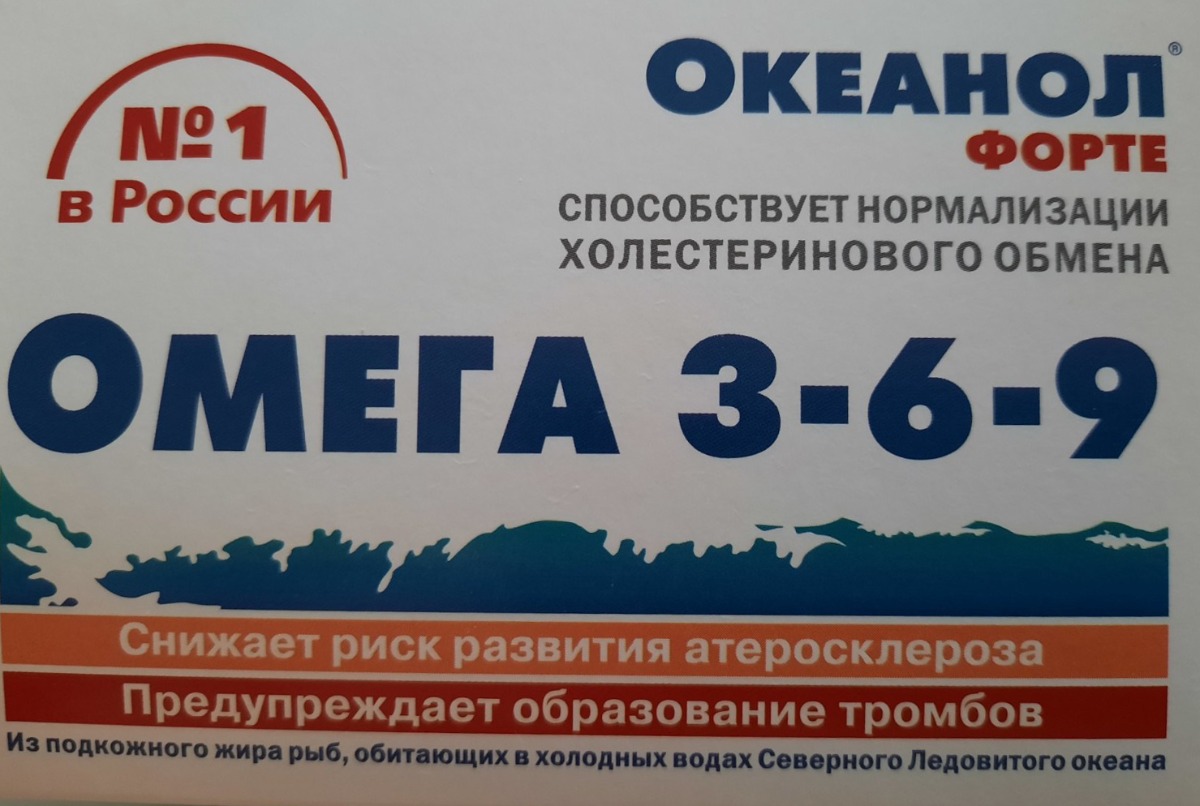 №1
в России
ОКЕАНОЛ®
ФОРТЕ
СПОСОБСТВУЕТ НОРМАЛИЗАЦИИ
ХОЛЕСТЕРИНОВОГО ОБМЕНА
ОМЕГА 3-6-9
Снижает риск развития атеросклероза
Предупреждает образование тромбов
Из подкожного жира рыб, обитающих в холодных водах Северного Ледовитого океана